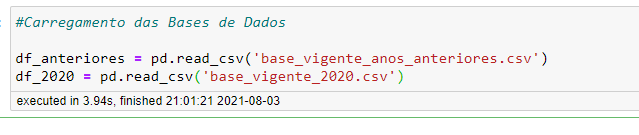 #Carregamento das Bases de Dados
df_anteriores = pd.read_csv('base_vigente_anos_anteriores.csv')
df_2020 = pd.read_csv('base_vigente_2020.csv')
executed in 3.94s, finished 21:01:21 2021-08-03